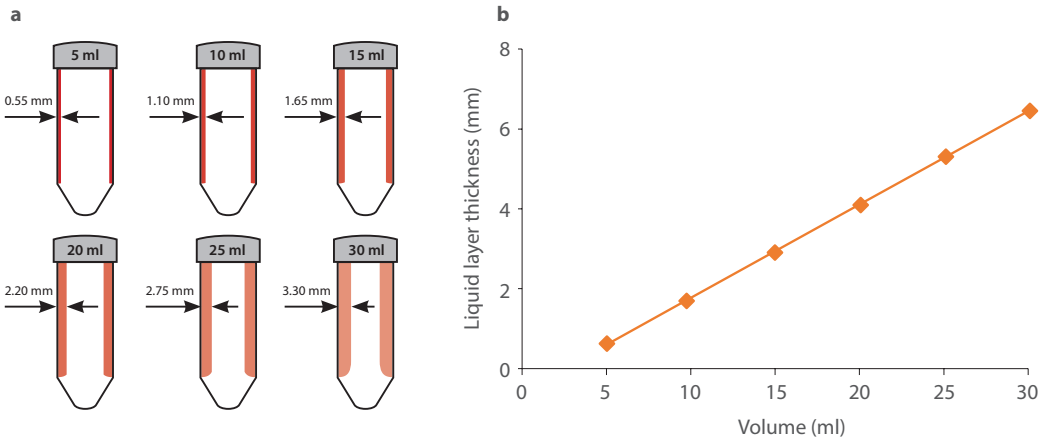 a
5 ml
10 ml
15 ml
0.55 mm
1.10 mm
1.65 mm
20 ml
25 ml
30 ml
2.20 mm
2.75 mm
3.30 mm
b
8
6
4
2
0
0
5
10
15
20
25
30
Liquid layer thickness (mm)
Volume (ml)